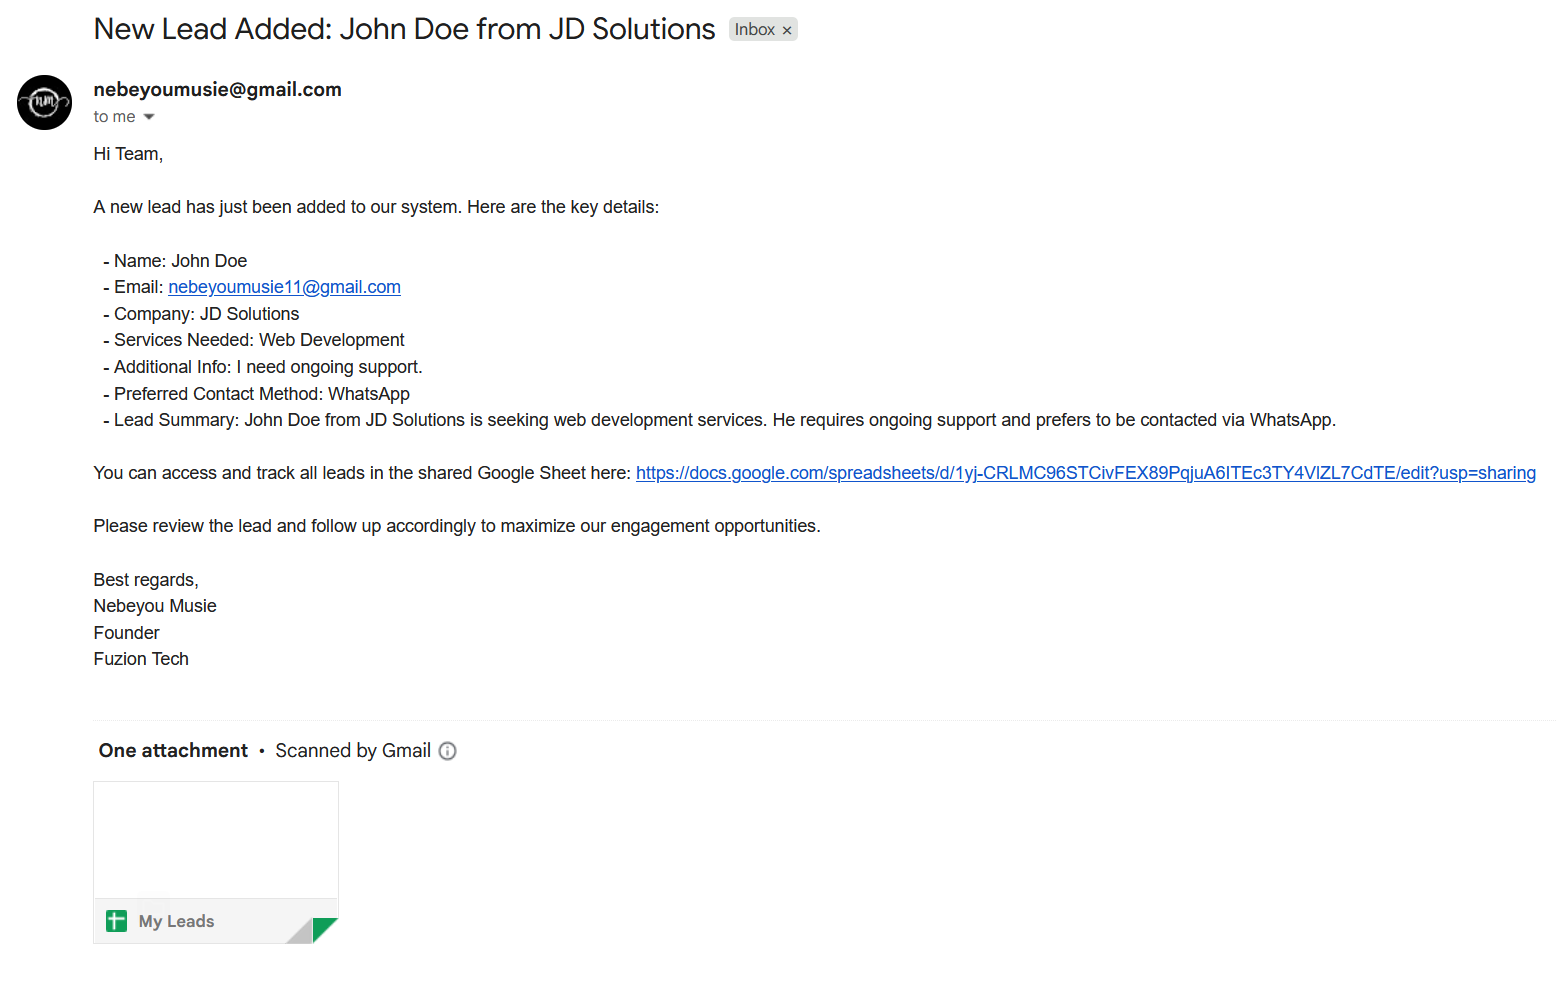 New Lead Added: John Doe from JD Solutions Inbox ×
nm
nebeyoumusie@gmail.com
to me
Hi Team,
A new lead has just been added to our system. Here are the key details:
- Name: John Doe
- Email: nebeyoumusie11@gmail.com
- Company: JD Solutions
- Services Needed: Web Development
- Additional Info: I need ongoing support.
- Preferred Contact Method: WhatsApp
- Lead Summary: John Doe from JD Solutions is seeking web development services. He requires ongoing support and prefers to be contacted via WhatsApp.
You can access and track all leads in the shared Google Sheet here: https://docs.google.com/spreadsheets/d/1yj-CRLMC96STCivFEX89PqjuA6ITEc3TY4VlZL7CdTE/edit?usp=sharing
Please review the lead and follow up accordingly to maximize our engagement opportunities.
Best regards,
Nebeyou Musie
Founder
Fuzion Tech
One attachment • Scanned by Gmail
My Leads